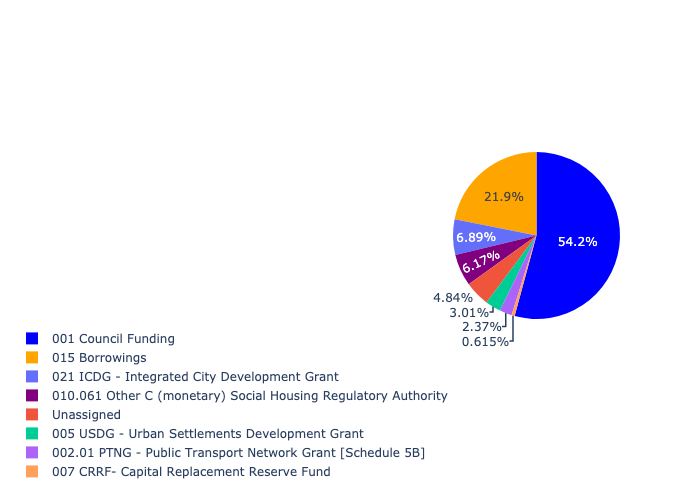 21.9%
54.2%
6.89%
6.17%
4.84%
3.01%
2.37%
0.615%
001 Council Funding
015 Borrowings
021 ICDG - Integrated City Development Grant
010.061 Other C (monetary) Social Housing Regulatory Authority
Unassigned
005 USDG - Urban Settlements Development Grant
002.01 PTNG - Public Transport Network Grant [Schedule 5B]
007 CRRF- Capital Replacement Reserve Fund